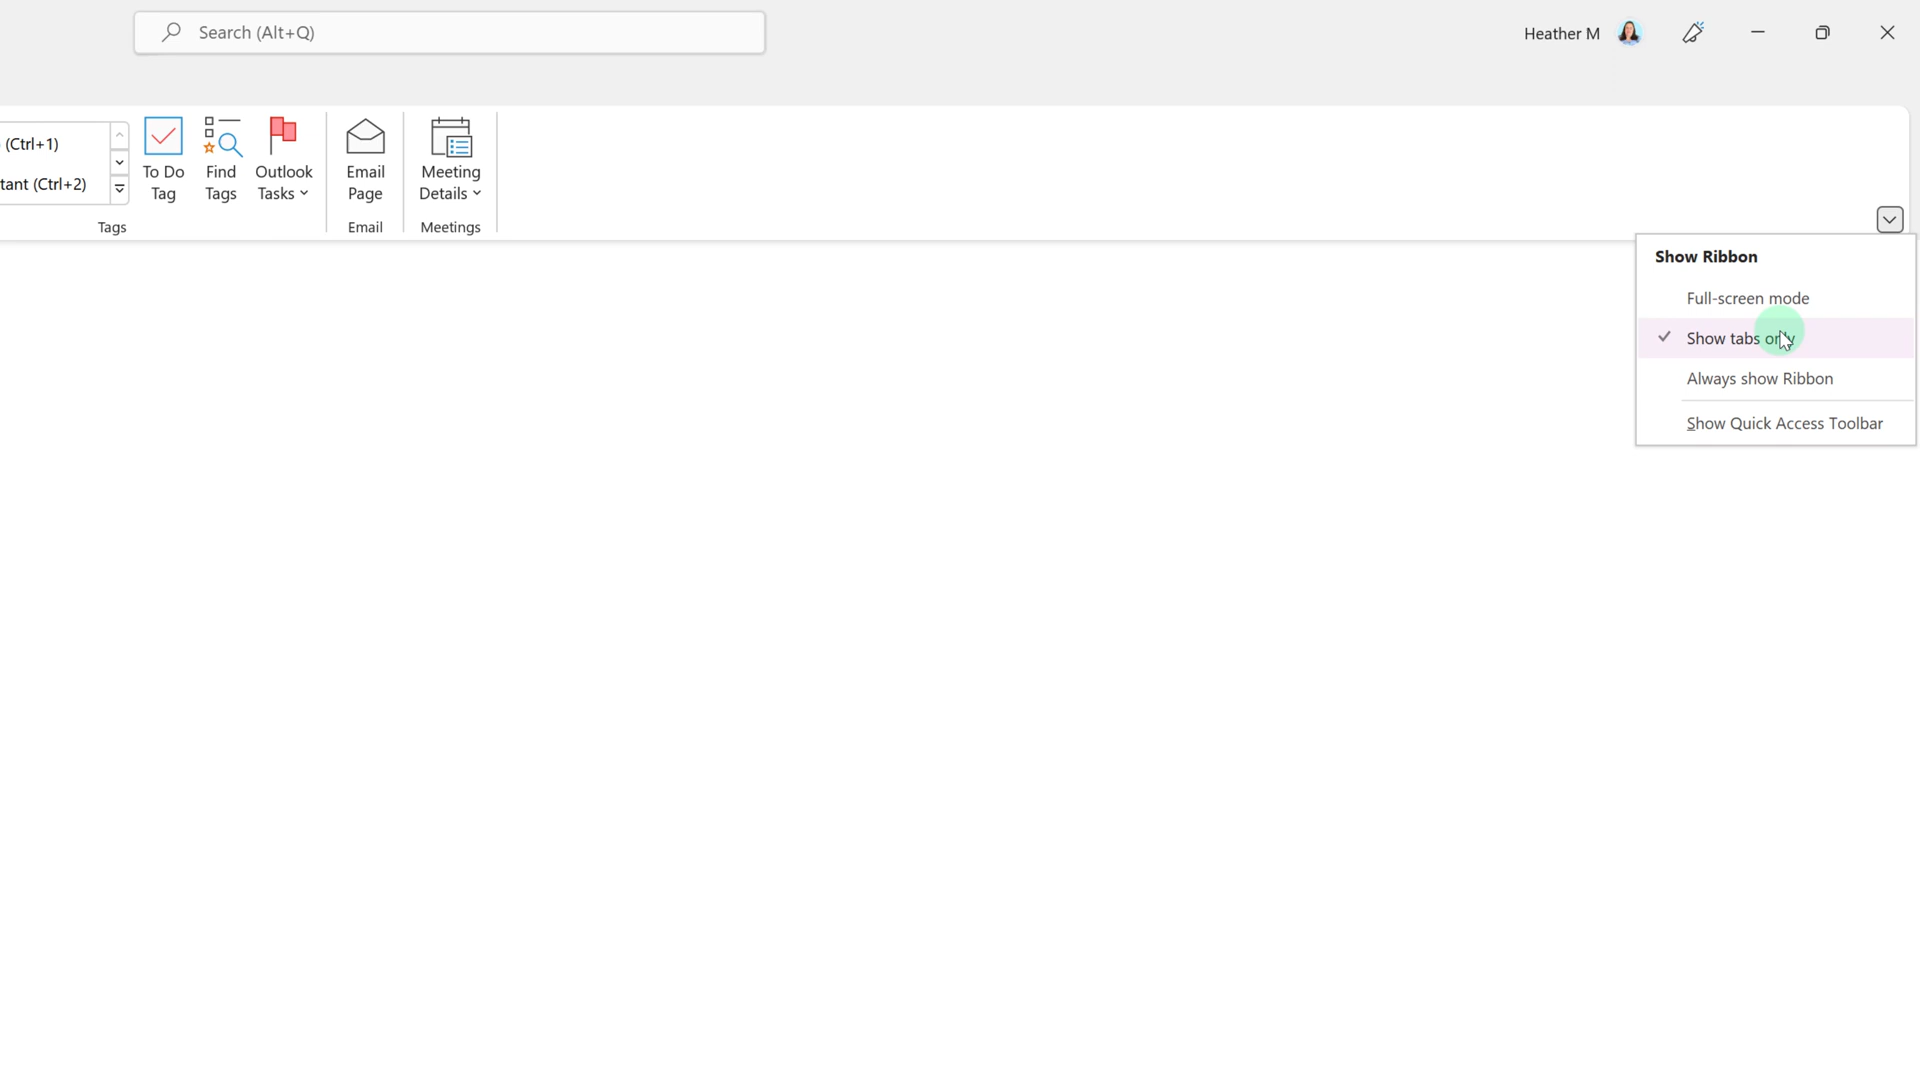 Search (Alt+Q)
Heather M
(Ctrl+1)
tant (Ctrl+2)
To Do
Tag
Find
Tags
Outlook
Tasks
Email
Page
Meeting
Details
Tags
Email
Meetings
Show Ribbon
Full-screen mode
Show tabs only
Always show Ribbon
Show Quick Access Toolbar